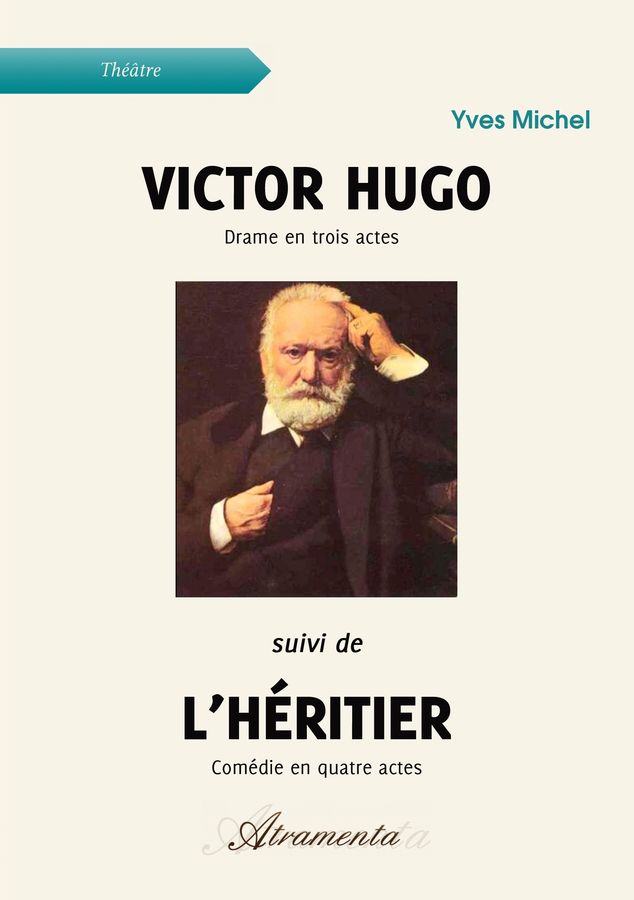 Théâtre
Yves Michel
VICTOR HUGO
Drame en trois actes
suivi de
L’HÉRITIER
Comédie en quatre actes
Atramenta